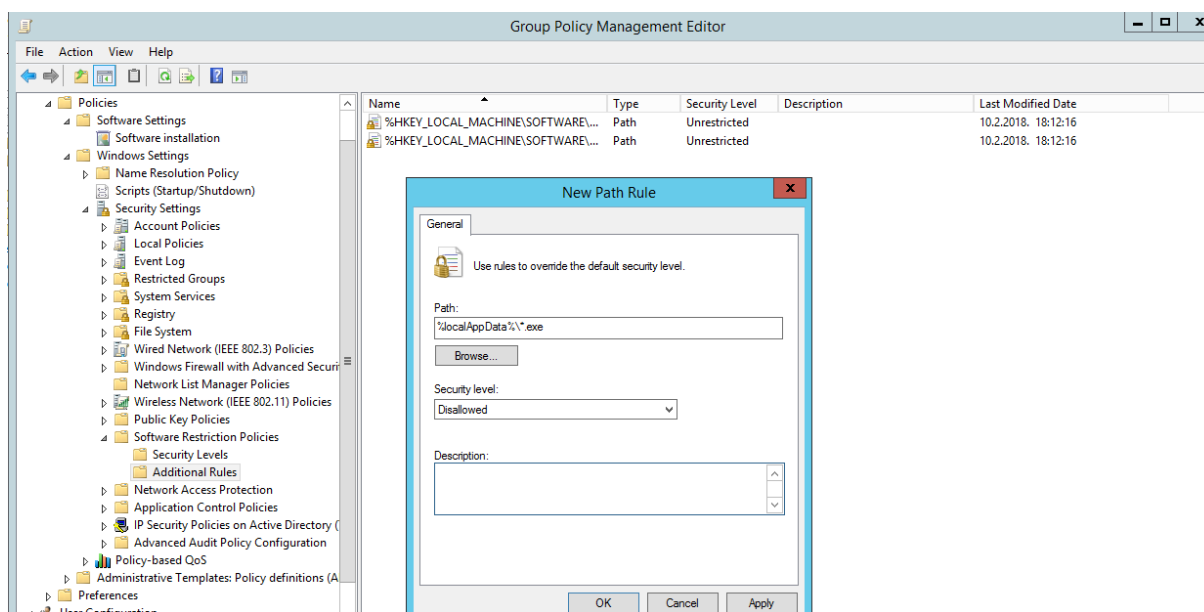 Group Policy Management Editor
File Action View Help
Policies
Software Settings
Software installation
Windows Settings
Name Resolution Policy
Scripts (Startup/Shutdown)
Security Settings
Account Policies
Local Policies
Event Log
Restricted Groups
System Services
Registry
File System
Wired Network (IEEE 802.3) Policies
Windows Firewall with Advanced Securi
Network List Manager Policies
Wireless Network (IEEE 802.11) Policies
Public Key Policies
Software Restriction Policies
Security Levels
Additional Rules
Network Access Protection
Application Control Policies
IP Security Policies on Active Directory (
Advanced Audit Policy Configuration
Policy-based QoS
Administrative Templates: Policy definitions (A
Preferences
User Configuration
Name Type Security Level Description Last Modified Date
%HKEY_LOCAL_MACHINE\SOFTWARE\... Path Unrestricted 10.2.2018. 18:12:16
%HKEY_LOCAL_MACHINE\SOFTWARE\... Path Unrestricted 10.2.2018. 18:12:16
New Path Rule
General
Use rules to override the default security level.
Path:
%localAppData%\*.exe
Browse...
Security level:
Disallowed
Description:
OK Cancel Apply